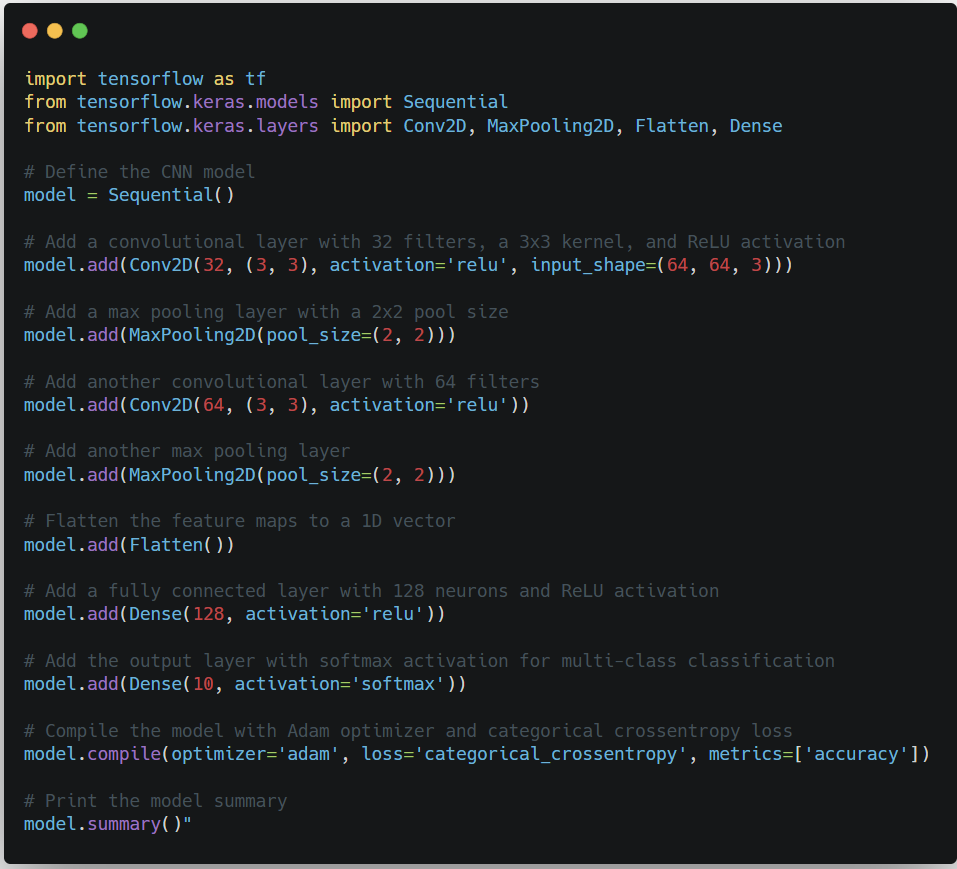 import tensorflow as tf
from tensorflow.keras.models import Sequential
from tensorflow.keras.layers import Conv2D, MaxPooling2D, Flatten, Dense
# Define the CNN model
model = Sequential()
# Add a convolutional layer with 32 filters, a 3x3 kernel, and ReLU activation
model.add(Conv2D(32, (3, 3), activation='relu', input_shape=(64, 64, 3)))
# Add a max pooling layer with a 2x2 pool size
model.add(MaxPooling2D(pool_size=(2, 2)))
# Add another convolutional layer with 64 filters
model.add(Conv2D(64, (3, 3), activation='relu'))
# Add another max pooling layer
model.add(MaxPooling2D(pool_size=(2, 2)))
# Flatten the feature maps to a 1D vector
model.add(Flatten())
# Add a fully connected layer with 128 neurons and ReLU activation
model.add(Dense(128, activation='relu'))
# Add the output layer with softmax activation for multi-class classification
model.add(Dense(10, activation='softmax'))
# Compile the model with Adam optimizer and categorical crossentropy loss
model.compile(optimizer='adam', loss='categorical_crossentropy', metrics=['accuracy'])
# Print the model summary
model.summary()"